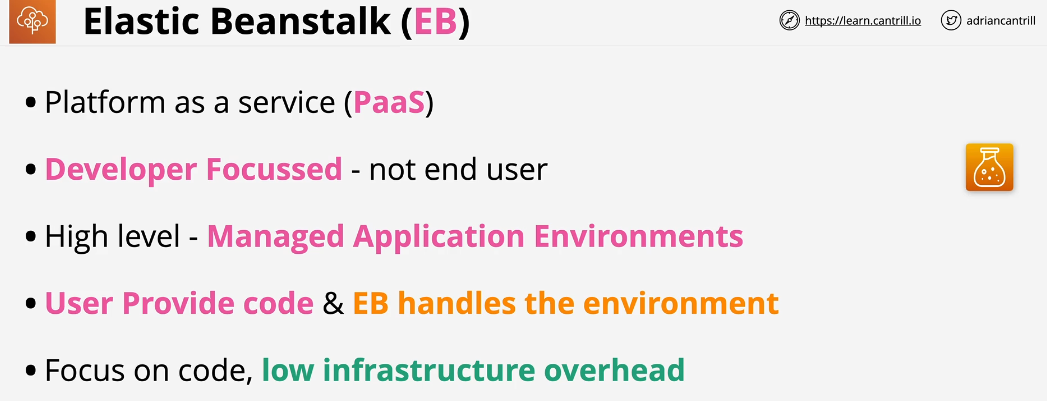 Elastic Beanstalk (EB)
https://learn.cantrill.io
adriancantrill
• Platform as a service (PaaS)
• Developer Focussed - not end user
• High level - Managed Application Environments
• User Provide code & EB handles the environment
• Focus on code, low infrastructure overhead